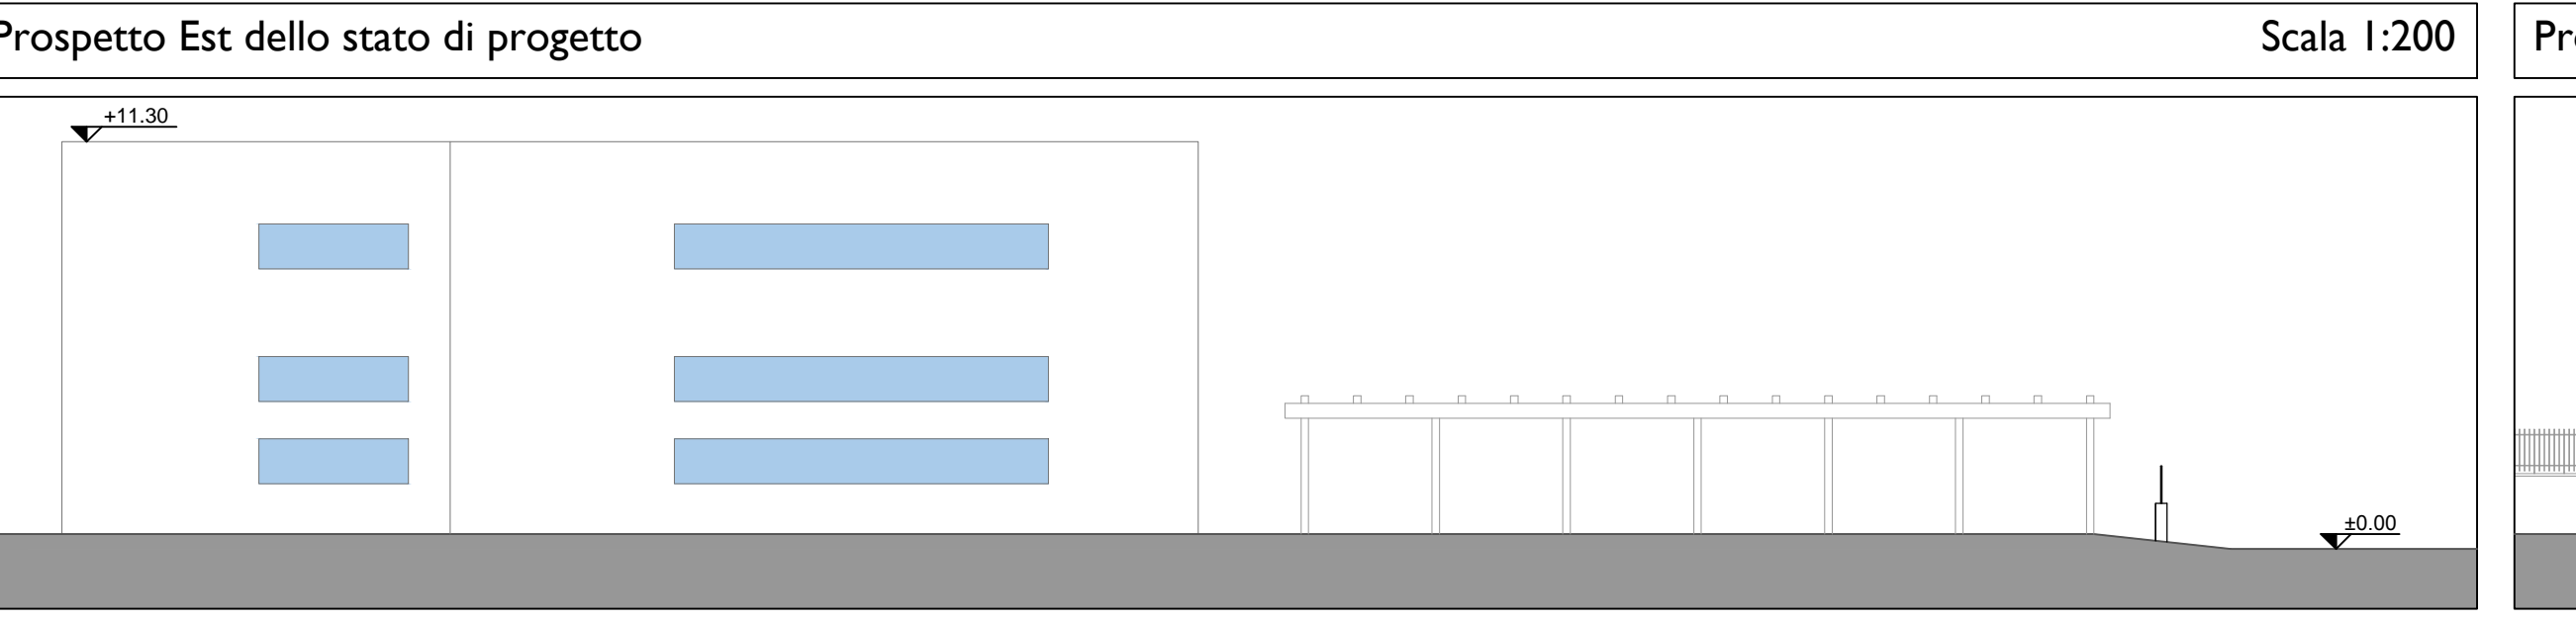 Prospetto Est dello stato di progetto
Scala 1:200
+11.30
±0.00